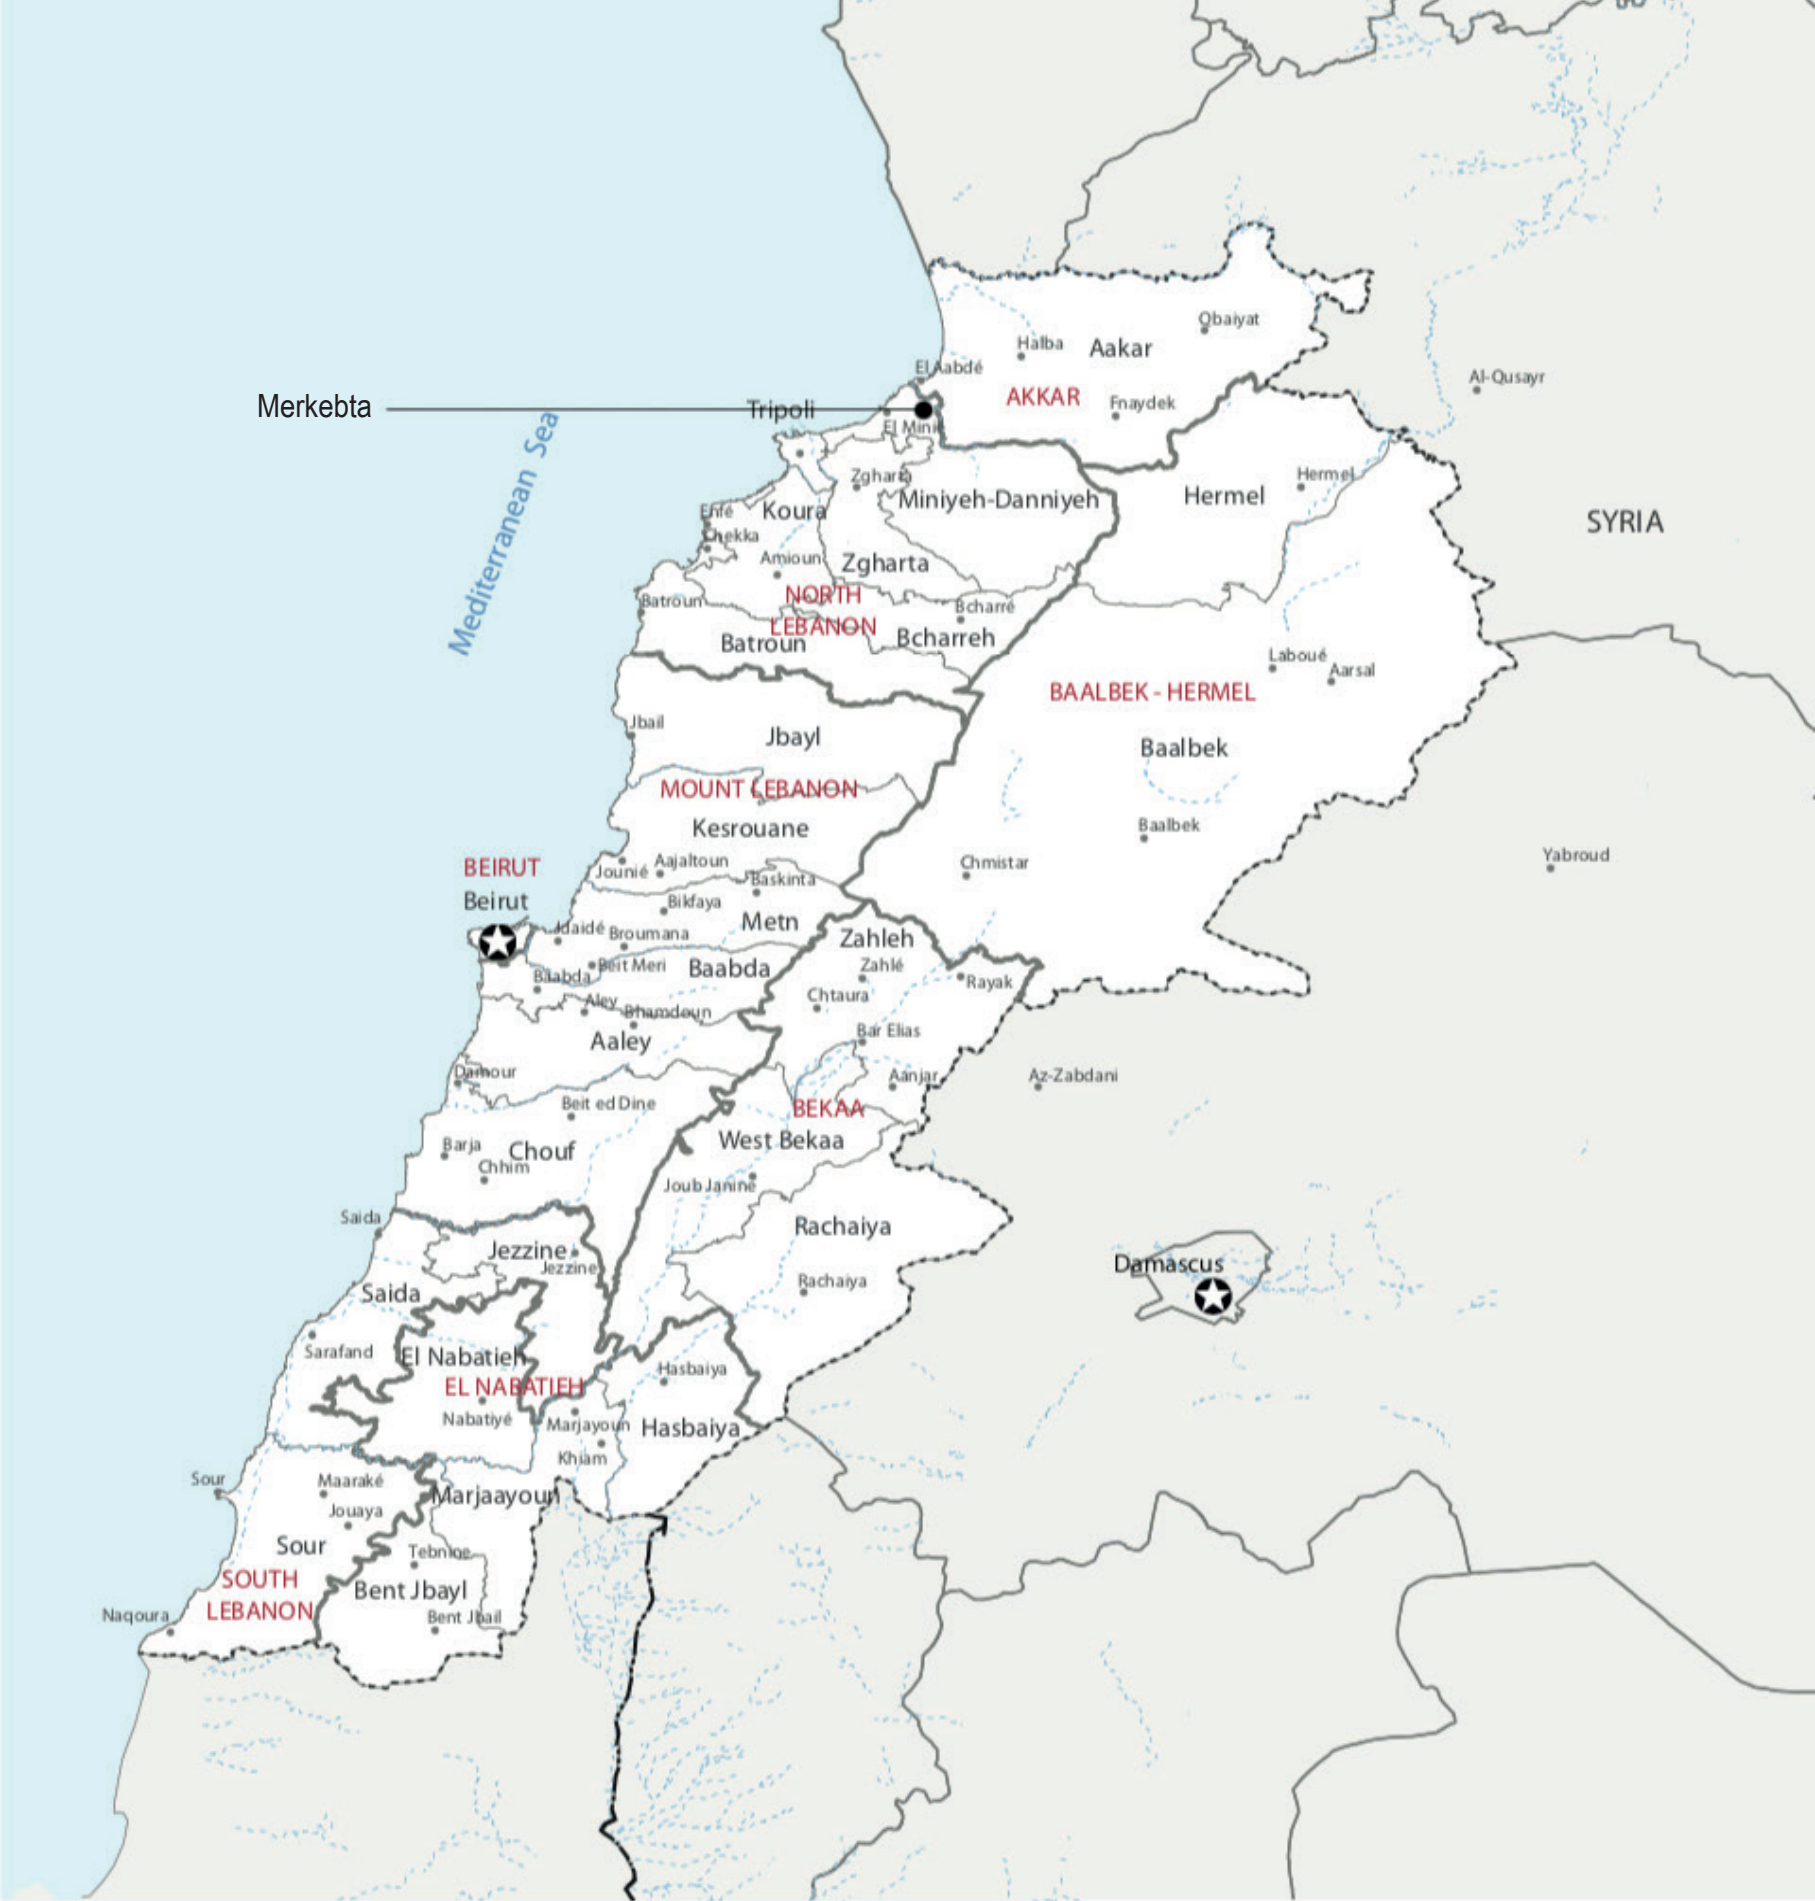 Qbaiyat
Halba
Aakar
El Aabdé
Al-Qusayr
AKKAR
Fnaydek
Merkebta
Tripoli
El Minie
Mediterranean Sea
Zgharta
Hermel
Hermel
Miniyeh-Danniyeh
Enfé
Koura
SYRIA
Chekka
Amioun
Zgharta
NORTH
LEBANON
Batroun
Bcharré
Batroun
Bcharreh
Laboué
Aarsal
BAALBEK - HERMEL
Jbail
Jbayl
Baalbek
MOUNT LEBANON
Kesrouane
Baalbek
BEIRUT
Beirut
Jounié
Aajaltoun
Baskinta
Chmistar
Yabroud
Bikfaya
Metn
Jdaidé
Broumana
Zahleh
Beit Meri
Baabda
Zahlé
Baabda
Rayak
Chtaura
Aley
Bhamdoun
Bar Elias
Aaley
Damour
Aanjar
Az-Zabdani
Beit ed Dine
BEKAA
Barja
Chouf
West Bekaa
Chhim
Joub Janine
Saida
Rachaiya
Jezzine
Jezzine
Damascus
Saida
Rachaiya
Sarafand
El Nabatieh
Hasbaiya
EL NABATIEH
Nabatiyé
Marjayoun
Hasbaiya
Khiam
Sour
Maaraké
Marjaayoun
Jouaya
Sour
Tebnine
SOUTH
LEBANON
Bent Jbayl
Naqoura
Bent Jbail